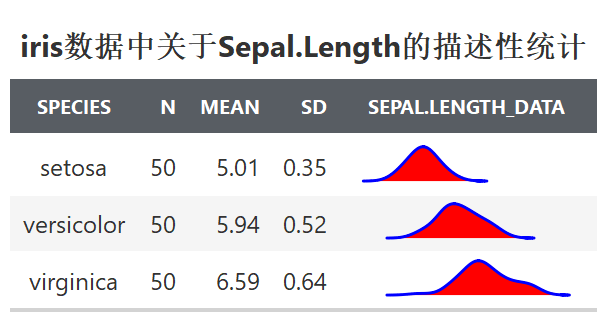 iris数据中关于Sepal.Length的描述性统计
SPECIES N MEAN SD SEPAL.LENGTH_DATA
setosa 50 5.01 0.35
versicolor 50 5.94 0.52
virginica 50 6.59 0.64